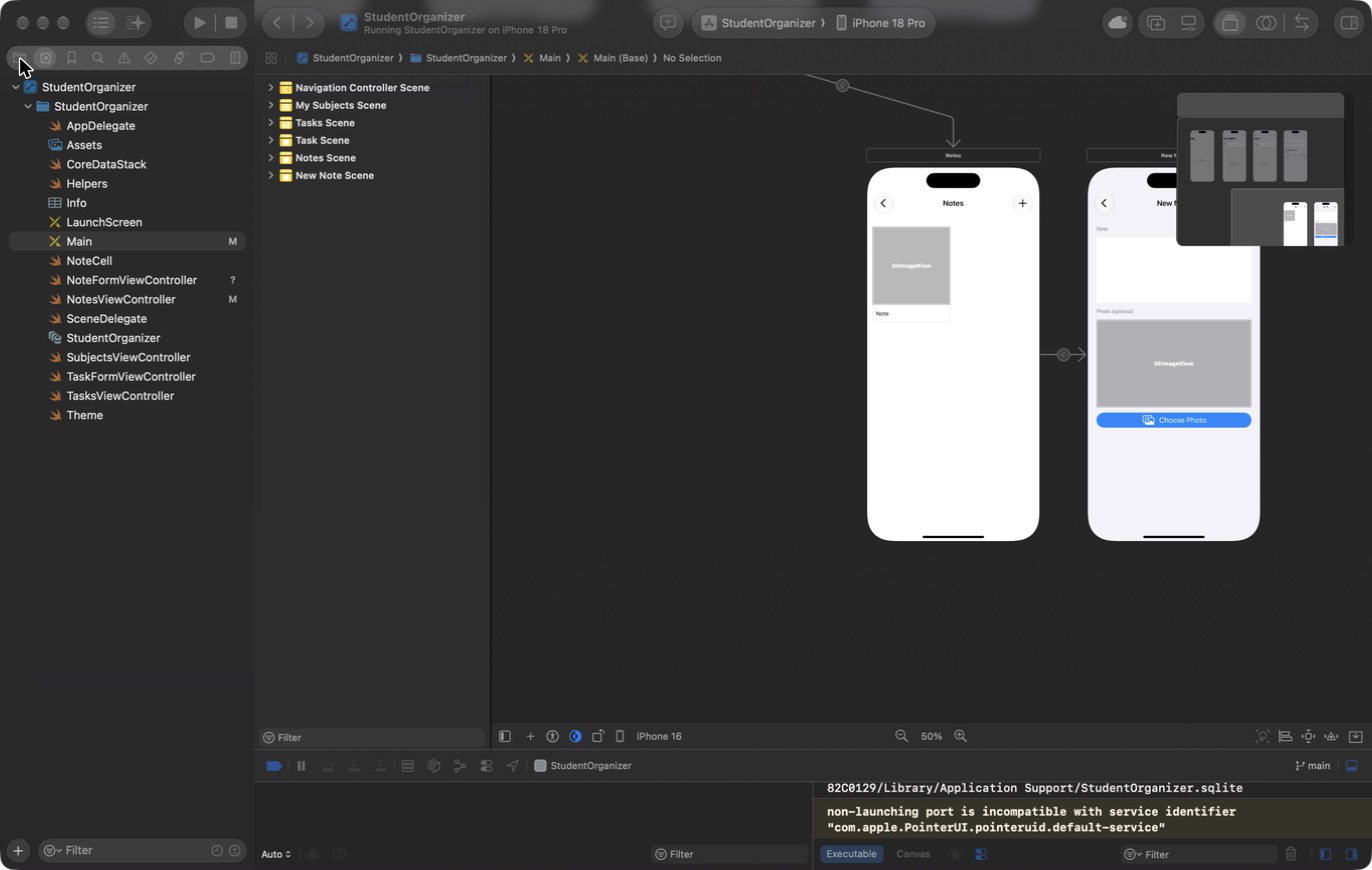 StudentOrganizer
Running StudentOrganizer on iPhone 18 Pro
StudentOrganizer
iPhone 18 Pro
StudentOrganizer
StudentOrganizer
Main
Main (Base)
No Selection
StudentOrganizer
StudentOrganizer
AppDelegate
Assets
CoreDataStack
Helpers
Info
LaunchScreen
Main M
NoteCell
NoteFormViewController ?
NotesViewController M
SceneDelegate
StudentOrganizer
SubjectsViewController
TaskFormViewController
TasksViewController
Theme
Filter
Navigation Controller Scene
My Subjects Scene
Tasks Scene
Task Scene
Notes Scene
New Note Scene
Filter
Notes
Notes
UIImageView
Note
New N
New N
Note
Photo (optional)
UIImageView
Choose Photo
iPhone 16
50%
StudentOrganizer
main
82C0129/Library/Application Support/StudentOrganizer.sqlite
non-launching port is incompatible with service identifier
"com.apple.PointerUI.pointeruid.default-service"
Auto
Filter
Executable
Canvas
Filter